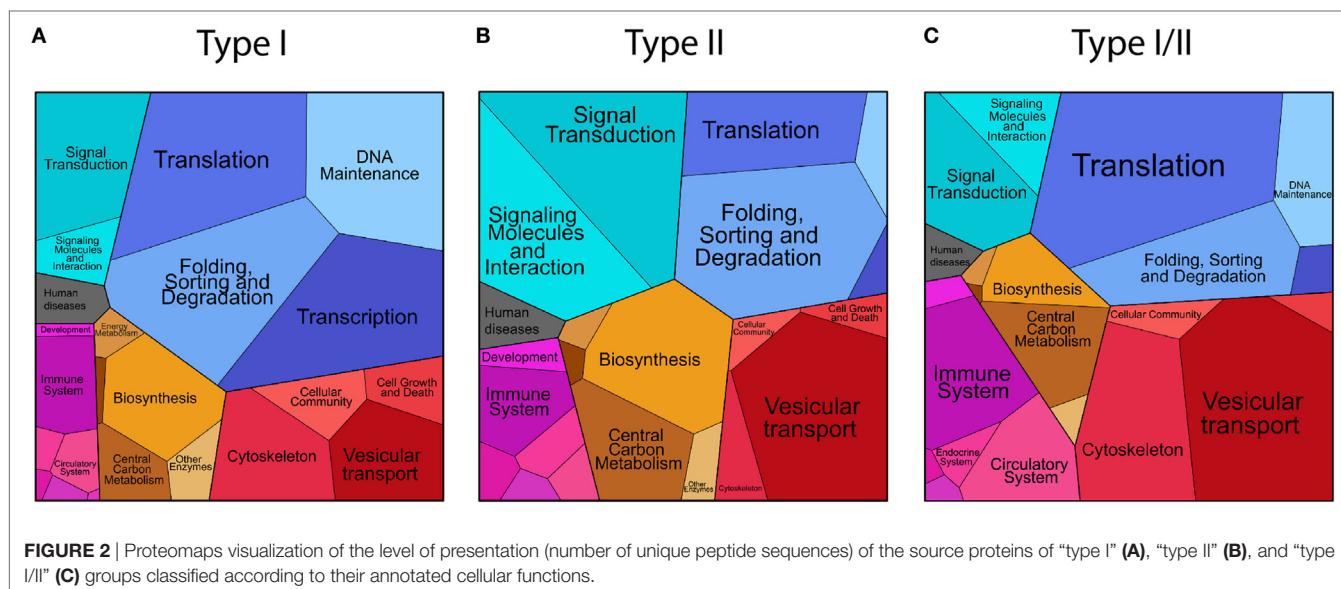 A
Type I
B
Type II
C
Type I/II
Signal
Transduction
Translation
DNA
Maintenance
Signaling
Molecules
and
Interaction
Folding,
Sorting and
Degradation
Human
diseases
Transcription
Development
Energy
Metabolism
Immune
System
Biosynthesis
Cellular
Community
Cell Growth
and Death
Circulatory
System
Central
Carbon
Metabolism
Other
Enzymes
Cytoskeleton
Vesicular
transport
Signal
Transduction
Translation
Signaling
Molecules
and
Interaction
Folding,
Sorting and
Degradation
Human
diseases
Cellular
Community
Cell Growth
and Death
Development
Biosynthesis
Immune
System
Vesicular
transport
Central
Carbon
Metabolism
Other
Enzymes
Cytoskeleton
Signaling
Molecules
and
Interaction
Translation
Signal
Transduction
DNA
Maintenance
Human
diseases
Folding, Sorting
and Degradation
Biosynthesis
Central
Carbon
Metabolism
Cellular Community
Immune
System
Vesicular
transport
Endocrine
System
Circulatory
System
Cytoskeleton
FIGURE 2 | Proteomaps visualization of the level of presentation (number of unique peptide sequences) of the source proteins of “type I” (A), “type II” (B), and “type
I/II” (C) groups classified according to their annotated cellular functions.